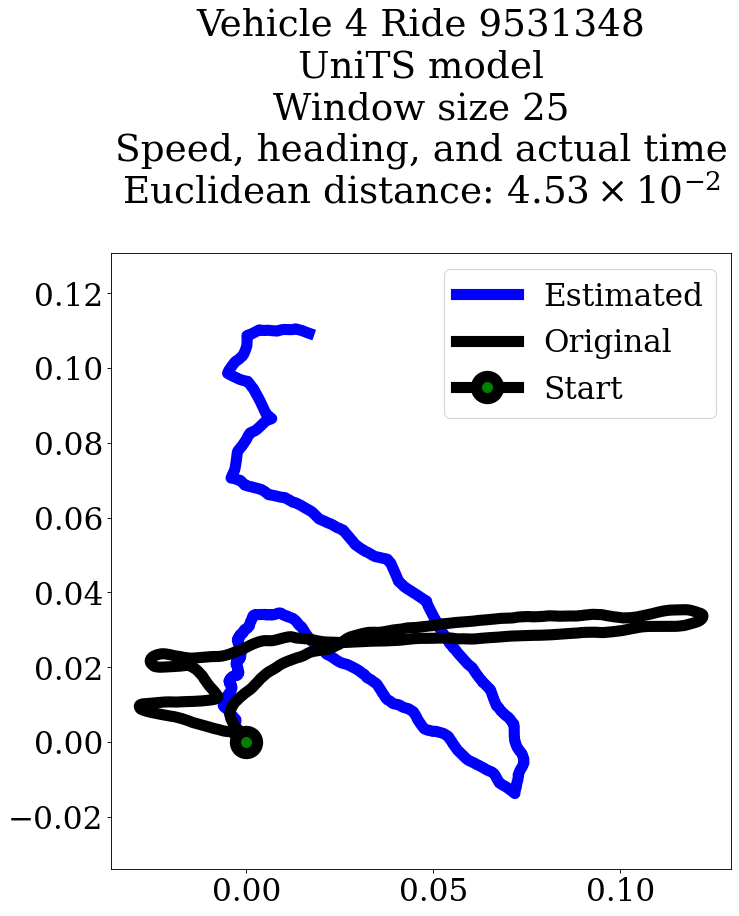 Vehicle 4 Ride 9531348
UniTS model
Window size 25
Speed, heading, and actual time
Euclidean distance: 4.53 × 10⁻²
Estimated
Original
Start
0.12
0.10
0.08
0.06
0.04
0.02
0.00
−0.02
0.00 0.05 0.10